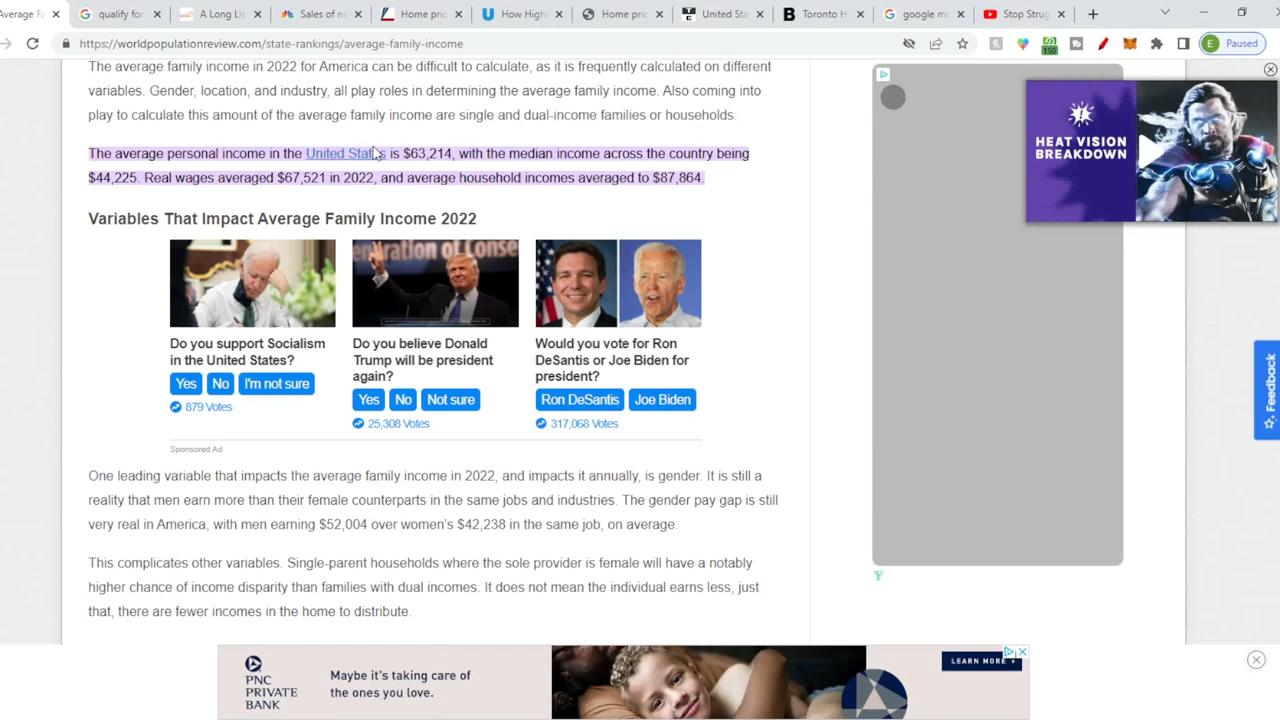 Average Fa
qualify for
A Long Lis
Sales of ne
Home pric
How High
Home pric
United Sta
Toronto H
google m
Stop Strug
https://worldpopulationreview.com/state-rankings/average-family-income
150
E
Paused
The average family income in 2022 for America can be difficult to calculate, as it is frequently calculated on different
variables. Gender, location, and industry, all play roles in determining the average family income. Also coming into
play to calculate this amount of the average family income are single and dual-income families or households.
The average personal income in the United States is $63,214, with the median income across the country being
$44,225. Real wages averaged $67,521 in 2022, and average household incomes averaged to $87,864.
HEAT VISION
BREAKDOWN
Variables That Impact Average Family Income 2022
Do you support Socialism
in the United States?
Yes No I'm not sure
879 Votes
Do you believe Donald
Trump will be president
again?
Yes No Not sure
25,308 Votes
Would you vote for Ron
DeSantis or Joe Biden for
president?
Ron DeSantis Joe Biden
317,068 Votes
Sponsored Ad
Feedback
One leading variable that impacts the average family income in 2022, and impacts it annually, is gender. It is still a
reality that men earn more than their female counterparts in the same jobs and industries. The gender pay gap is still
very real in America, with men earning $52,004 over women's $42,238 in the same job, on average.
This complicates other variables. Single-parent households where the sole provider is female will have a notably
higher chance of income disparity than families with dual incomes. It does not mean the individual earns less, just
that, there are fewer incomes in the home to distribute.
PNC
PRIVATE
BANK
Maybe it's taking care of
the ones you love.
LEARN MORE